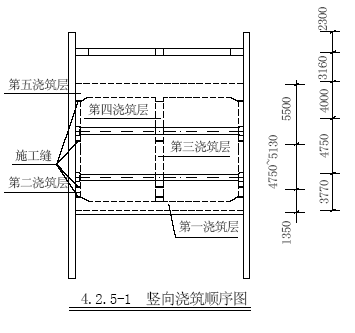 2300
第五浇筑层
3160
第四浇筑层
5500
4000
施工缝
第三浇筑层
4750~5130
4750
第二浇筑层
3770
第一浇筑层
1350
4.2.5-1 竖向浇筑顺序图